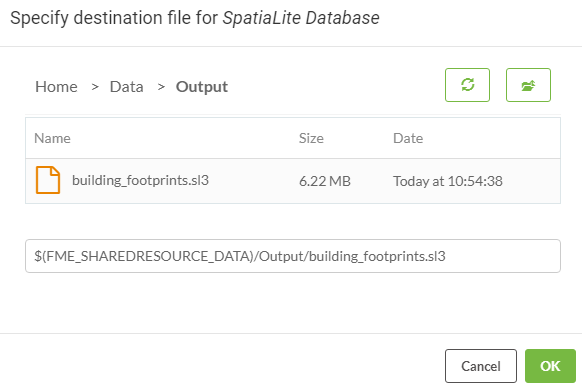 Specify destination file for SpatiaLite Database
Home > Data > Output
Name Size Date
building_footprints.sl3 6.22 MB Today at 10:54:38
$(FME_SHAREDRESOURCE_DATA)/Output/building_footprints.sl3
Cancel OK